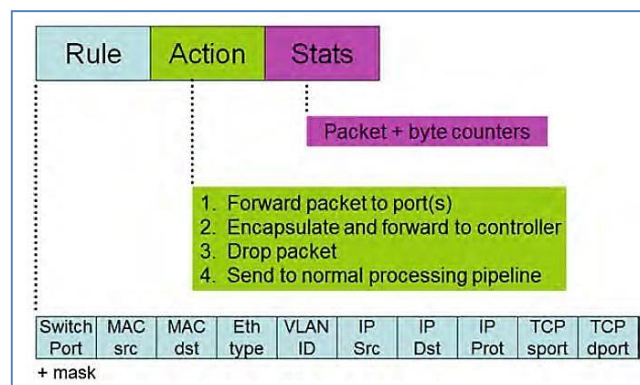 Rule Action Stats
Packet + byte counters
1. Forward packet to port(s)
2. Encapsulate and forward to controller
3. Drop packet
4. Send to normal processing pipeline
Switch Port
MAC src
MAC dst
Eth type
VLAN ID
IP Src
IP Dst
IP Prot
TCP sport
TCP dport
+ mask